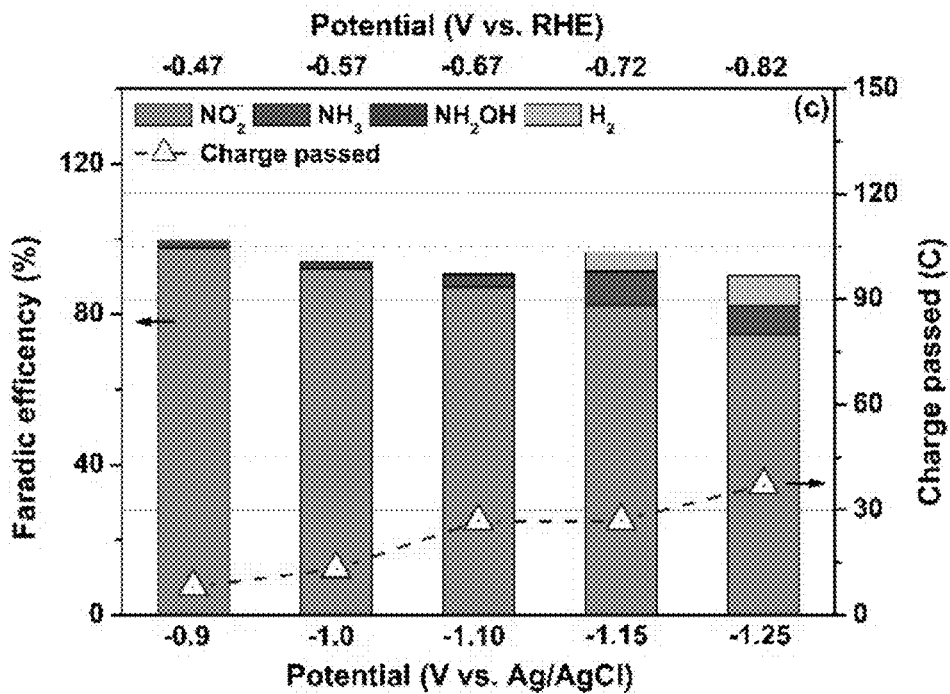 Potential (V vs. RHE)
-0.47 -0.57 -0.67 -0.72 -0.82
NO₂ NH₃ NH₂OH H₂ (c)
Charge passed
Faradic efficency (%)
120
80
40
0
150
120
90
60
30
0
Charge passed (C)
-0.9 -1.0 -1.10 -1.15 -1.25
Potential (V vs. Ag/AgCl)